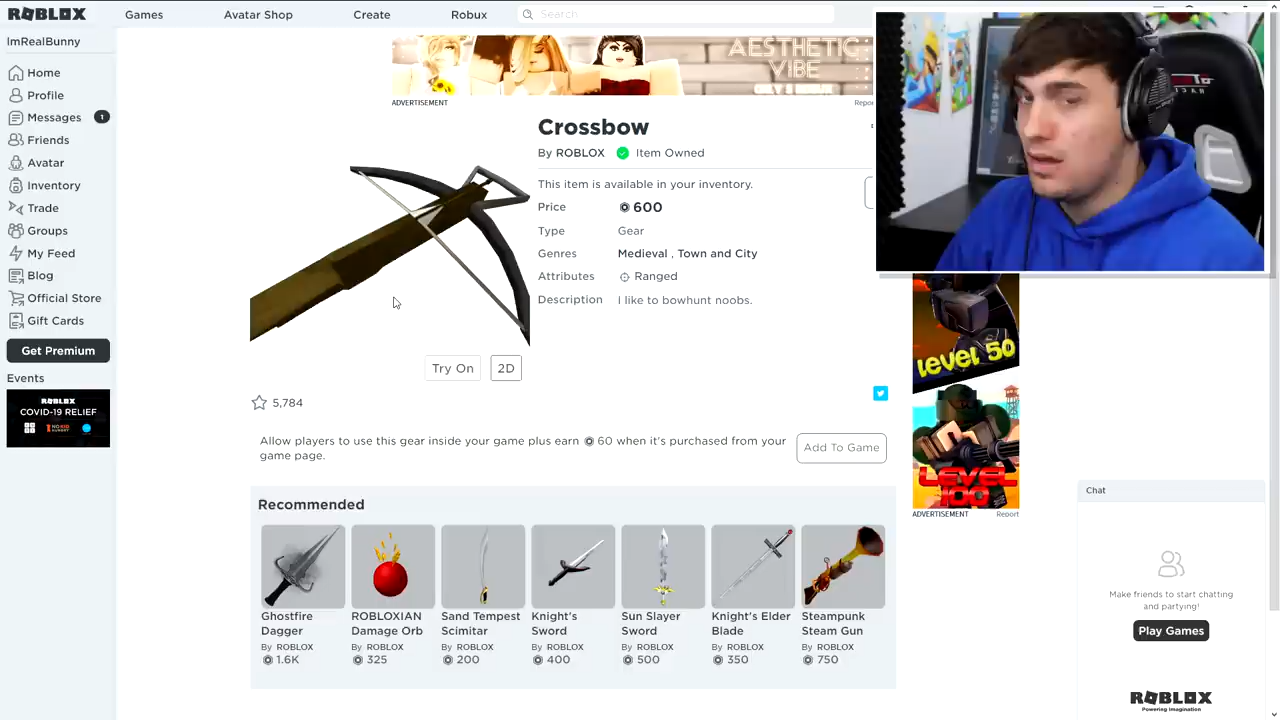 ROBLOX
Games
Avatar Shop
Create
Robux
Search
ImRealBunny
Home
Profile
Messages
1
Friends
Avatar
Inventory
Trade
Groups
My Feed
Blog
Official Store
Gift Cards
Get Premium
Events
ROBLOX
COVID-19 RELIEF
AESTHETIC
VIBE
ADVERTISEMENT
Crossbow
By ROBLOX
Item Owned
This item is available in your inventory.
Price
600
Type
Gear
Genres
Medieval , Town and City
Attributes
Ranged
Description
I like to bowhunt noobs.
Try On
2D
5,784
Allow players to use this gear inside your game plus earn 60 when it's purchased from your
game page.
Add To Game
Recommended
Ghostfire
Dagger
By ROBLOX
1.6K
ROBLOXIAN
Damage Orb
By ROBLOX
325
Sand Tempest
Scimitar
By ROBLOX
200
Knight's
Sword
By ROBLOX
400
Sun Slayer
Sword
By ROBLOX
500
Knight's Elder
Blade
By ROBLOX
350
Steampunk
Steam Gun
By ROBLOX
750
level 50
LEVEL
100
ADVERTISEMENT
Report
Chat
Make friends to start chatting
and partying!
Play Games
ROBLOX
Powering Imagination